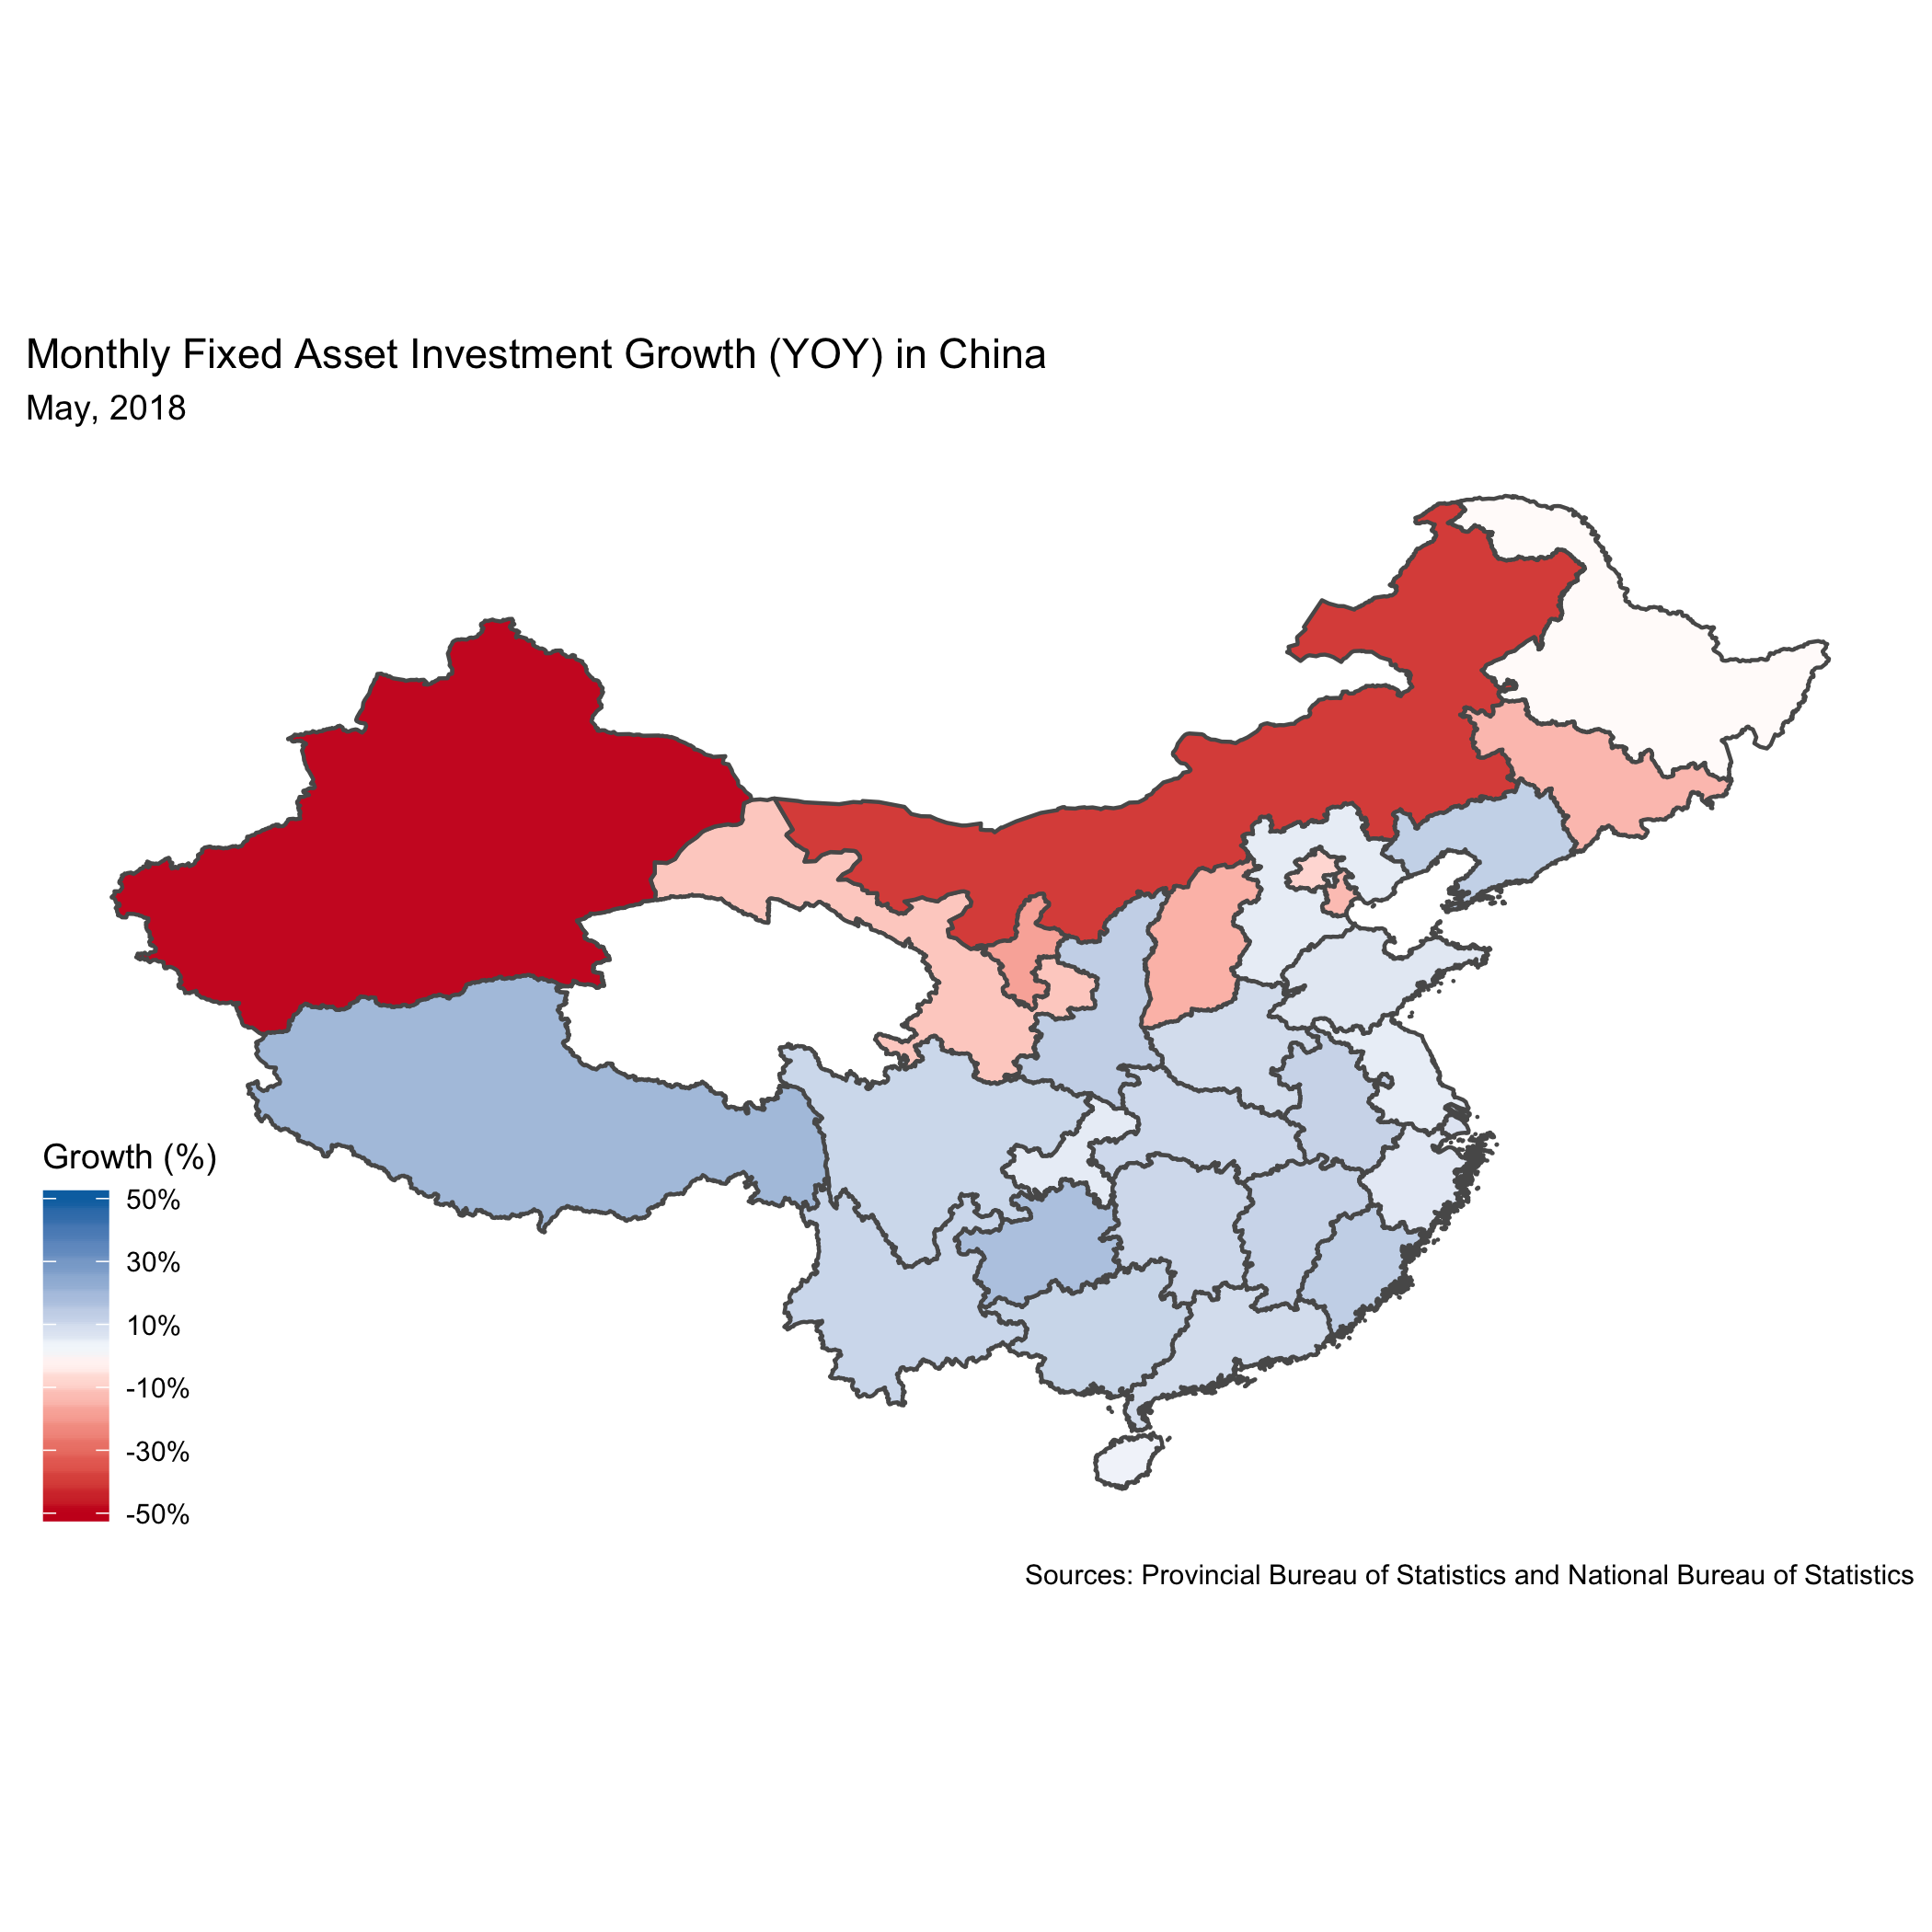 Monthly Fixed Asset Investment Growth (YOY) in China
May, 2018
Growth (%)
50%
30%
10%
-10%
-30%
-50%
Sources: Provincial Bureau of Statistics and National Bureau of Statistics